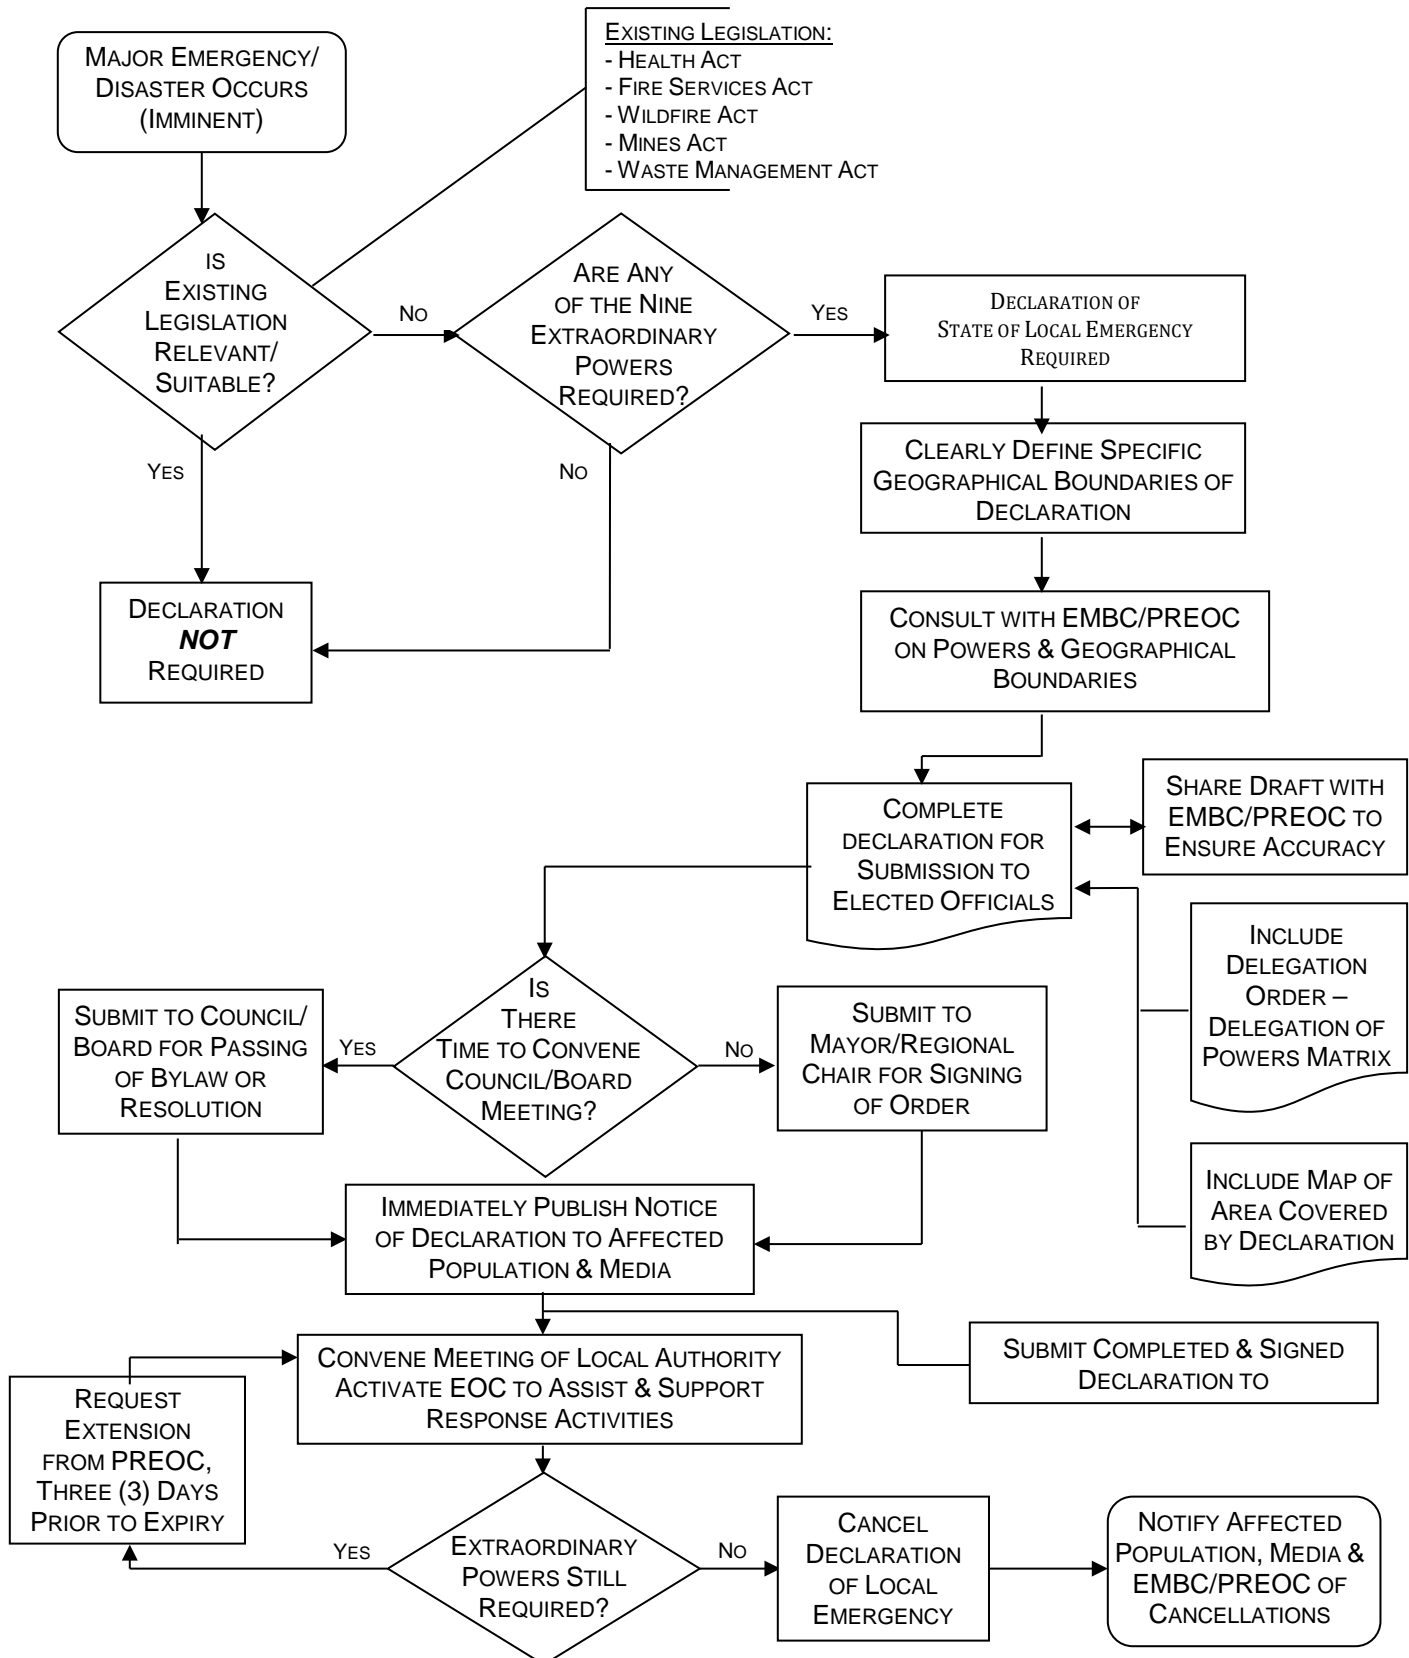 MAJOR EMERGENCY/
DISASTER OCCURS
(IMMINENT)
EXISTING LEGISLATION:
- HEALTH ACT
- FIRE SERVICES ACT
- WILDFIRE ACT
- MINES ACT
- WASTE MANAGEMENT ACT
IS
EXISTING
LEGISLATION
RELEVANT/
SUITABLE?
NO
YES
ARE ANY
OF THE NINE
EXTRAORDINARY
POWERS
REQUIRED?
YES
NO
DECLARATION OF
STATE OF LOCAL EMERGENCY
REQUIRED
CLEARLY DEFINE SPECIFIC
GEOGRAPHICAL BOUNDARIES OF
DECLARATION
DECLARATION
NOT
REQUIRED
CONSULT WITH EMBC/PREOC
ON POWERS & GEOGRAPHICAL
BOUNDARIES
COMPLETE
DECLARATION FOR
SUBMISSION TO
ELECTED OFFICIALS
SHARE DRAFT WITH
EMBC/PREOC TO
ENSURE ACCURACY
INCLUDE
DELEGATION
ORDER –
DELEGATION OF
POWERS MATRIX
INCLUDE MAP OF
AREA COVERED
BY DECLARATION
IS
THERE
TIME TO CONVENE
COUNCIL/BOARD
MEETING?
YES
NO
SUBMIT TO COUNCIL/
BOARD FOR PASSING
OF BYLAW OR
RESOLUTION
SUBMIT TO
MAYOR/REGIONAL
CHAIR FOR SIGNING
OF ORDER
IMMEDIATELY PUBLISH NOTICE
OF DECLARATION TO AFFECTED
POPULATION & MEDIA
SUBMIT COMPLETED & SIGNED
DECLARATION TO
CONVENE MEETING OF LOCAL AUTHORITY
ACTIVATE EOC TO ASSIST & SUPPORT
RESPONSE ACTIVITIES
REQUEST
EXTENSION
FROM PREOC,
THREE (3) DAYS
PRIOR TO EXPIRY
YES
EXTRAORDINARY
POWERS STILL
REQUIRED?
NO
CANCEL
DECLARATION
OF LOCAL
EMERGENCY
NOTIFY AFFECTED
POPULATION, MEDIA &
EMBC/PREOC OF
CANCELLATIONS